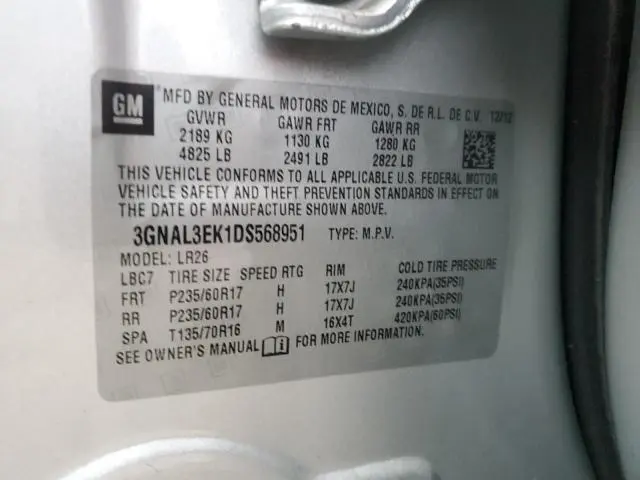 GM
MFD BY GENERAL MOTORS DE MEXICO, S. DE R.L. DE C.V.
GVWR GAWR FRT GAWR RR
2189 KG 1130 KG 1280 KG
4825 LB 2491 LB 2822 LB
THIS VEHICLE CONFORMS TO ALL APPLICABLE U.S. FEDERAL MOTOR
VEHICLE SAFETY AND THEFT PREVENTION STANDARDS IN EFFECT ON
THE DATE OF MANUFACTURE SHOWN ABOVE.
3GNAL3EK1DS568951 TYPE: M.P.V.
MODEL: LR26
LBC7 TIRE SIZE SPEED RTG RIM COLD TIRE PRESSURE
FRT P235/60R17 H 17X7J 240KPA(35PSI)
RR P235/60R17 H 17X7J 240KPA(35PSI)
SPA T135/70R16 M 16X4T 420KPA(60PSI)
SEE OWNER'S MANUAL FOR MORE INFORMATION.